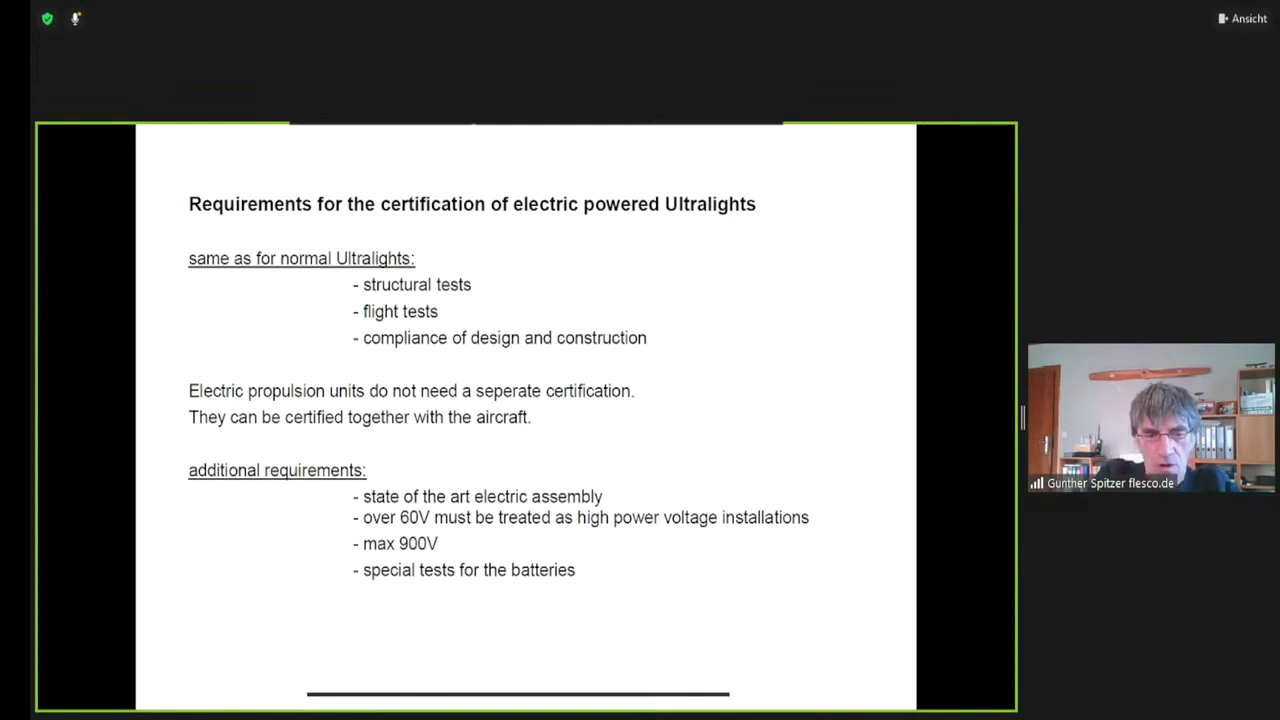 Ansicht
Requirements for the certification of electric powered Ultralights
same as for normal Ultralights:
- structural tests
- flight tests
- compliance of design and construction
Electric propulsion units do not need a seperate certification.
They can be certified together with the aircraft.
additional requirements:
- state of the art electric assembly
- over 60V must be treated as high power voltage installations
- max 900V
- special tests for the batteries
Gunther Spitzer flesco.de